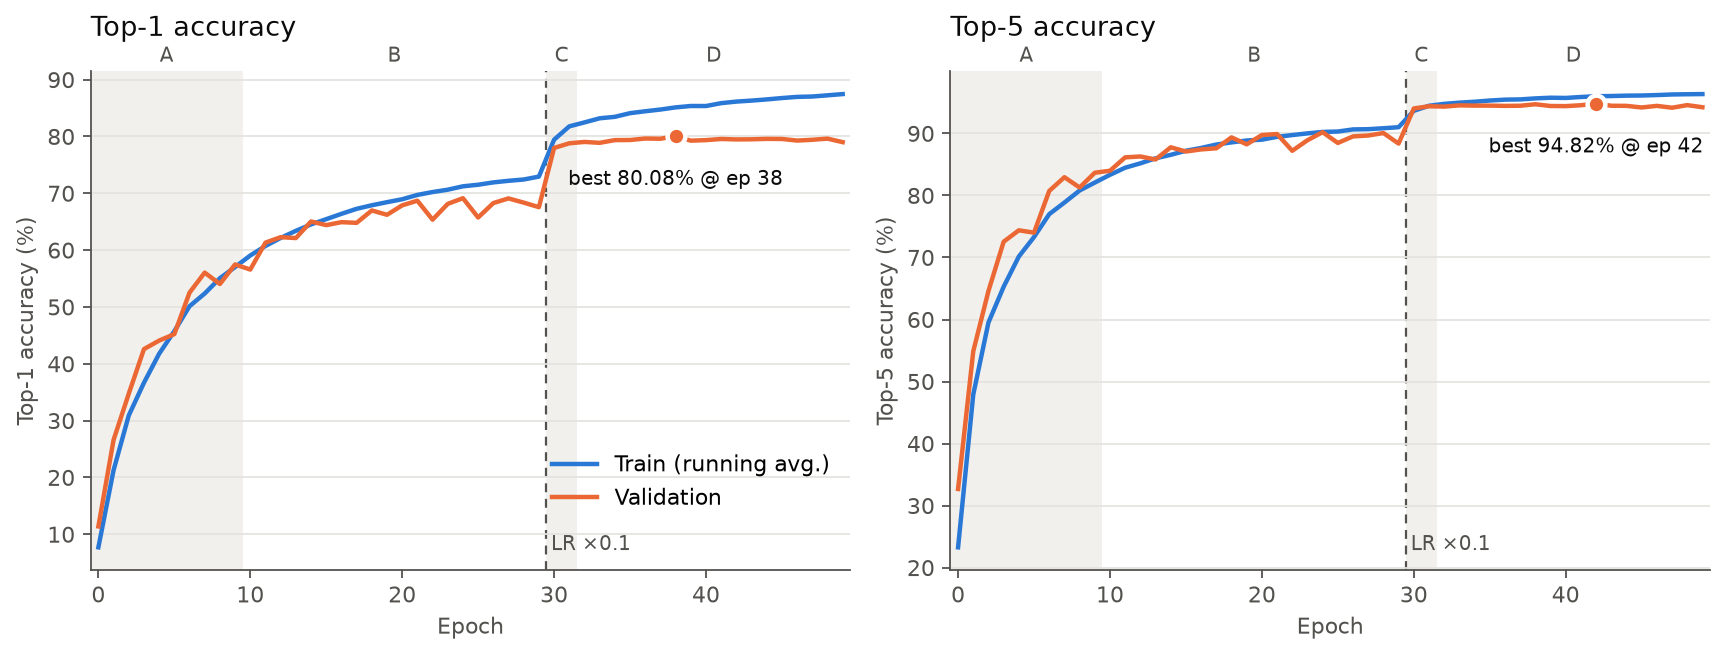 Top-1 accuracy
A B C D
90
80
70
60
50
40
30
20
10
Top-1 accuracy (%)
best 80.08% @ ep 38
Train (running avg.)
Validation
LR ×0.1
0 10 20 30 40
Epoch
Top-5 accuracy
A B C D
90
80
70
60
50
40
30
20
Top-5 accuracy (%)
best 94.82% @ ep 42
LR ×0.1
0 10 20 30 40
Epoch